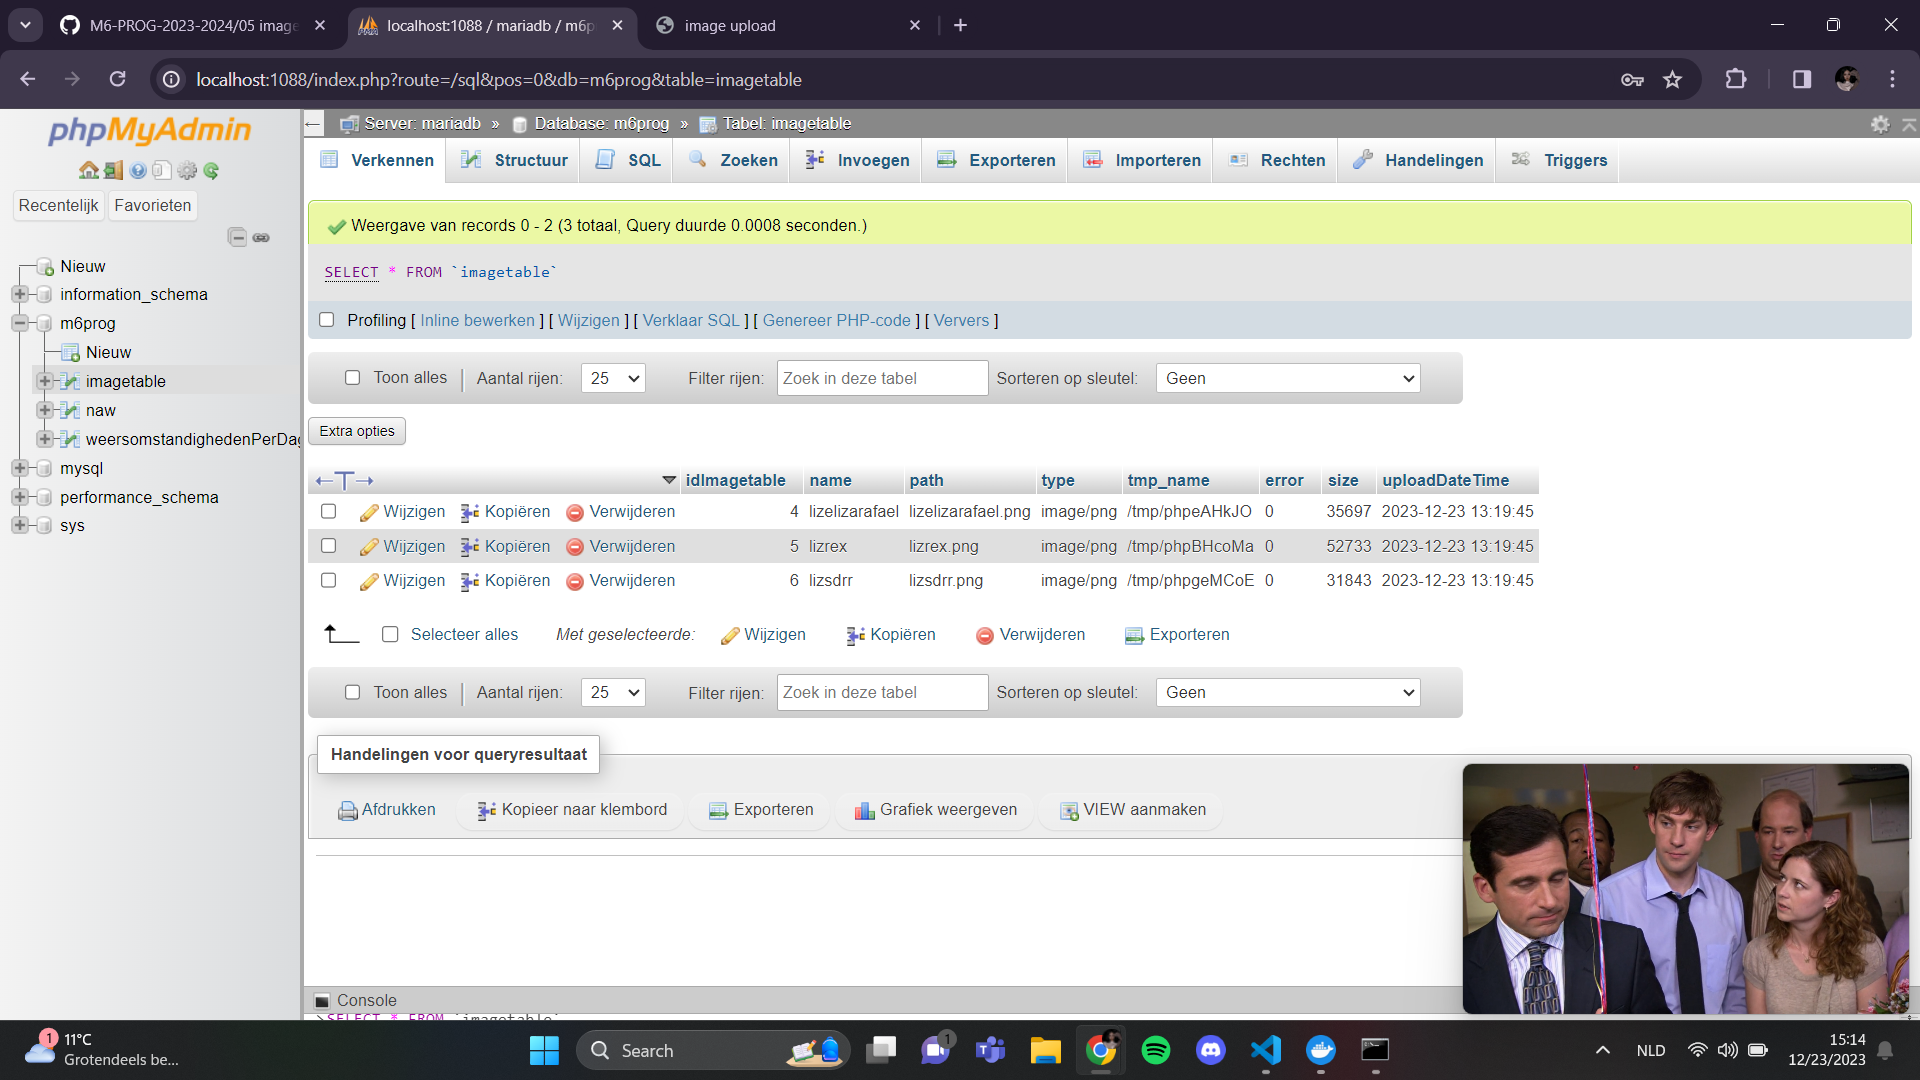 M6-PROG-2023-2024/05 image
localhost:1088 / mariadb / m6p
image upload
localhost:1088/index.php?route=/sql&pos=0&db=m6prog&table=imagetable
phpMyAdmin
Recentelijk Favorieten
Nieuw
information_schema
m6prog
Nieuw
imagetable
naw
weersomstandighedenPerDag
mysql
performance_schema
sys
Server: mariadb » Database: m6prog » Tabel: imagetable
Verkennen Structuur SQL Zoeken Invoegen Exporteren Importeren Rechten Handelingen Triggers
Weergave van records 0 - 2 (3 totaal, Query duurde 0.0008 seconden.)
SELECT * FROM `imagetable`
Profiling [ Inline bewerken ] [ Wijzigen ] [ Verklaar SQL ] [ Genereer PHP-code ] [ Ververs ]
Toon alles Aantal rijen: 25 Filter rijen: Zoek in deze tabel Sorteren op sleutel: Geen
Extra opties
←T→ idImagetable name path type tmp_name error size uploadDateTime
Wijzigen Kopiëren Verwijderen 4 lizelizarafael lizelizarafael.png image/png /tmp/phpeAHkJO 0 35697 2023-12-23 13:19:45
Wijzigen Kopiëren Verwijderen 5 lizrex lizrex.png image/png /tmp/phpBHcoMa 0 52733 2023-12-23 13:19:45
Wijzigen Kopiëren Verwijderen 6 lizsdrr lizsdrr.png image/png /tmp/phpgeMCoE 0 31843 2023-12-23 13:19:45
Selecteer alles Met geselecteerde: Wijzigen Kopiëren Verwijderen Exporteren
Toon alles Aantal rijen: 25 Filter rijen: Zoek in deze tabel Sorteren op sleutel: Geen
Handelingen voor queryresultaat
Afdrukken Kopieer naar klembord Exporteren Grafiek weergeven VIEW aanmaken
Console
>SELECT * FROM `imagetable`
1
11°C
Grotendeels be...
Search
1
NLD
15:14
12/23/2023